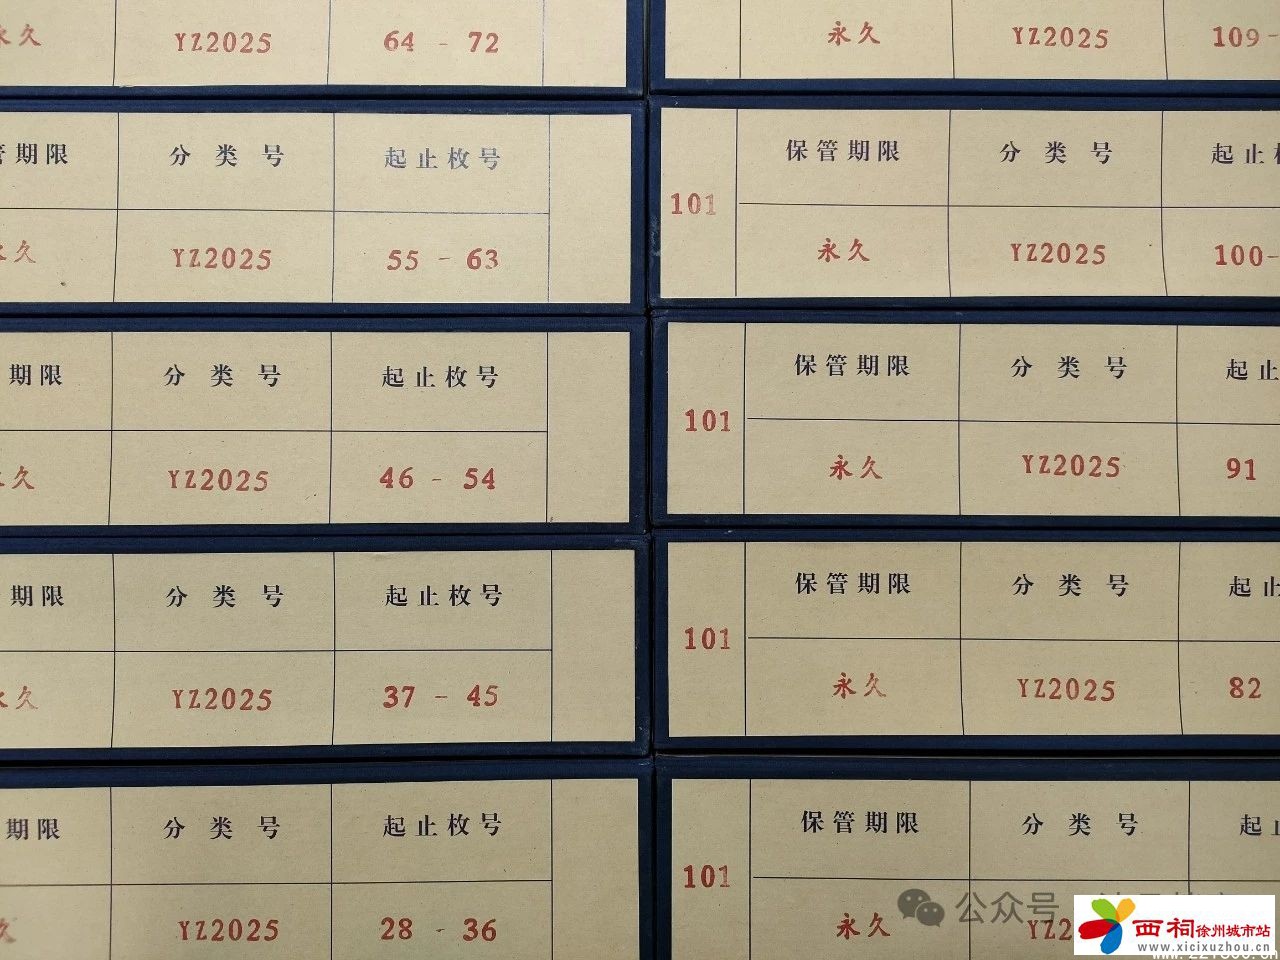 永久 YZ2025 64 - 72
管期限 分类号 起止枚号
永久 YZ2025 55 - 63
期限 分类号 起止枚号
永久 YZ2025 46 - 54
期限 分类号 起止枚号
永久 YZ2025 37 - 45
期限 分类号 起止枚号
久 YZ2025 28 - 36
永久 YZ2025 109-
保管期限 分类号 起止
101
永久 YZ2025 100-
保管期限 分类号 起止
101
永久 YZ2025 91
保管期限 分类号 起止
101
永久 YZ2025 82
保管期限 分类号 起止
101
永久 YZ2
公众号
西祠徐州城市站
www.xicixuzhou.cn